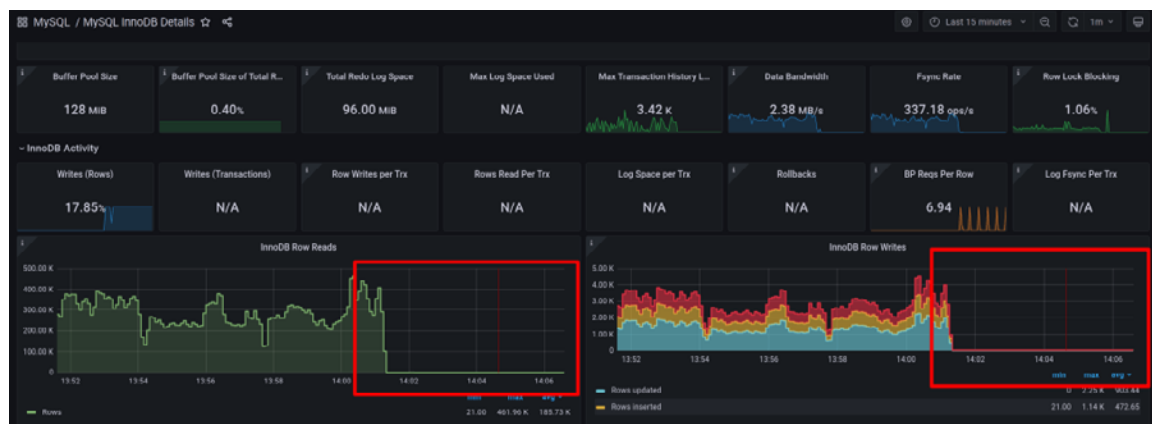 MySQL / MySQL InnoDB Details
Last 15 minutes
1m
Buffer Pool Size
Buffer Pool Size of Total R...
Total Redo Log Space
Max Log Space Used
Max Transaction History L...
Data Bandwidth
Fsync Rate
Row Lock Blocking
128 MiB
0.40%
96.00 MiB
N/A
3.42 K
2.38 MB/s
337.18 ops/s
1.06%
InnoDB Activity
Writes (Rows)
Writes (Transactions)
Row Writes per Trx
Rows Read Per Trx
Log Space per Trx
Rollbacks
BP Reqs Per Row
Log Fsync Per Trx
17.85%
N/A
N/A
N/A
N/A
N/A
6.94
N/A
InnoDB Row Reads
500.00 K
400.00 K
300.00 K
200.00 K
100.00 K
0
13:52 13:54 13:56 13:58 14:00 14:02 14:04 14:06
min max avg
Rows 21.00 461.96 K 185.73 K
InnoDB Row Writes
5.00 K
4.00 K
3.00 K
2.00 K
1.00 K
0
13:52 13:54 13:56 13:58 14:00 14:02 14:04 14:06
min max avg
Rows updated 0 2.25 K 903.44
Rows inserted 21.00 1.14 K 472.65